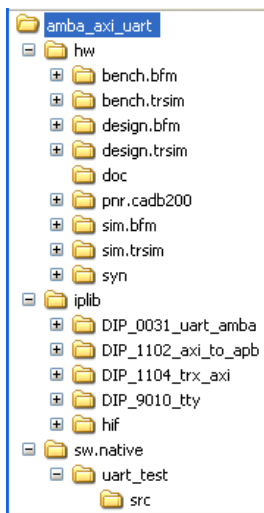 amba_axi_uart
hw
bench.bfm
bench.trsim
design.bfm
design.trsim
doc
pnr.cadb200
sim.bfm
sim.trsim
syn
iplib
DIP_0031_uart_amba
DIP_1102_axi_to_apb
DIP_1104_trx_axi
DIP_9010_tty
hif
sw.native
uart_test
src